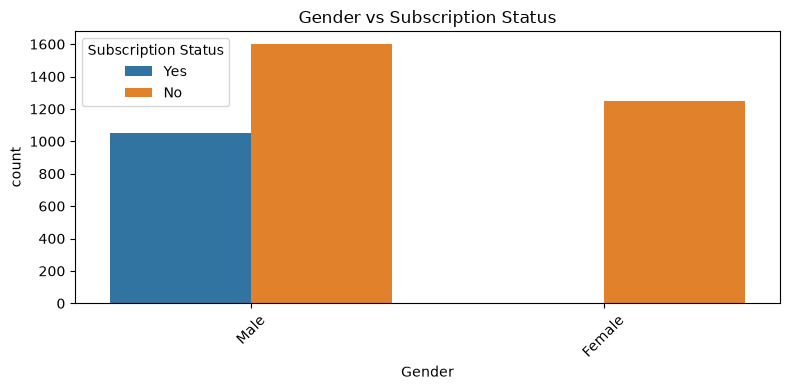 Gender vs Subscription Status
Subscription Status
Yes
No
1600
1400
1200
1000
800
600
400
200
0
count
Male
Female
Gender